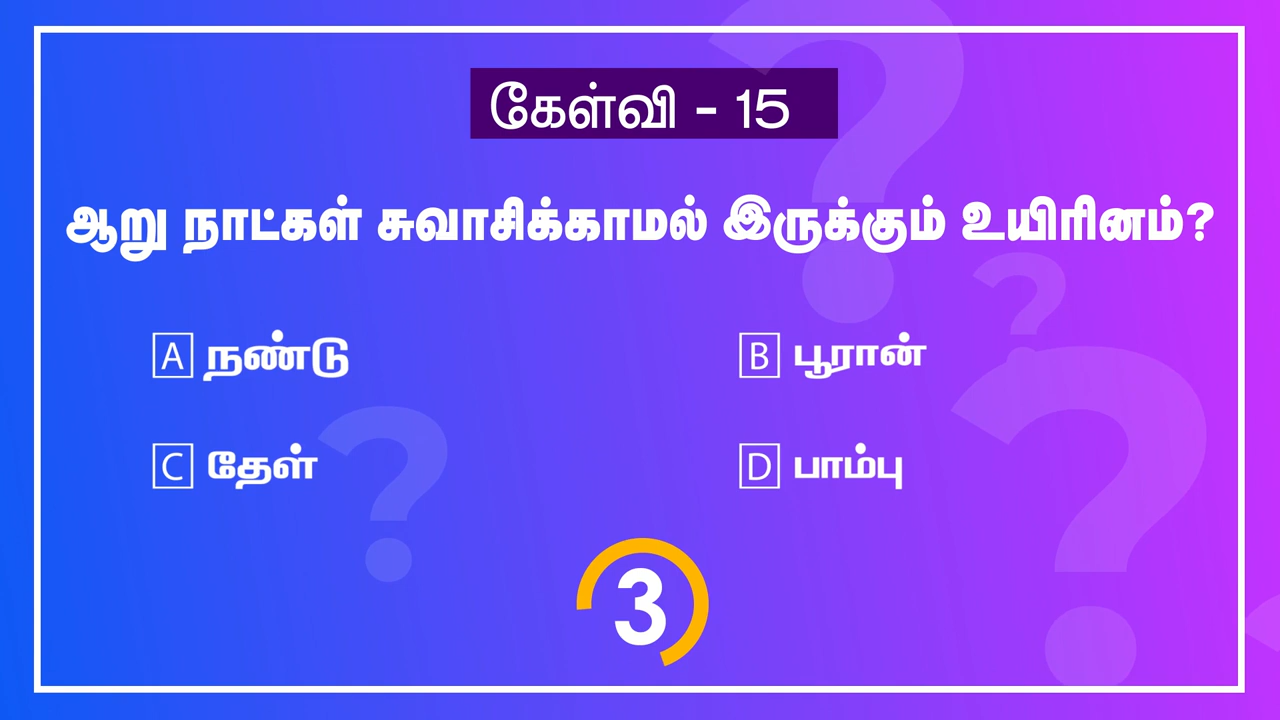 கேள்வி - 15
ஆறு நாட்கள் சுவாசிக்காமல் இருக்கும் உயிரினம்?
A நண்டு
B பூரான்
C தேள்
D பாம்பு
3